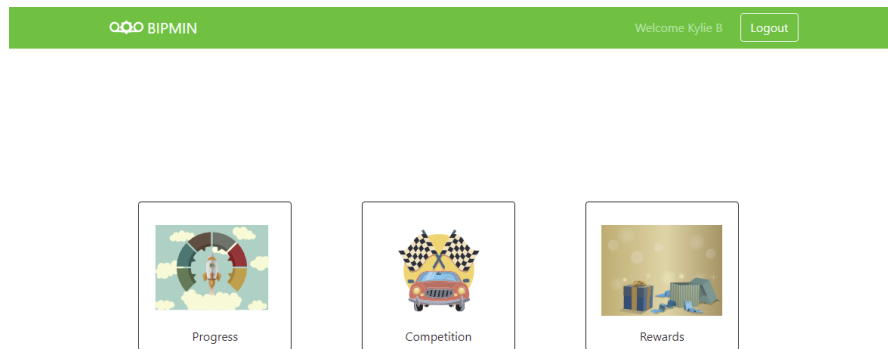 BIPMIN
Welcome Kylie B
Logout
Progress
Competition
Rewards